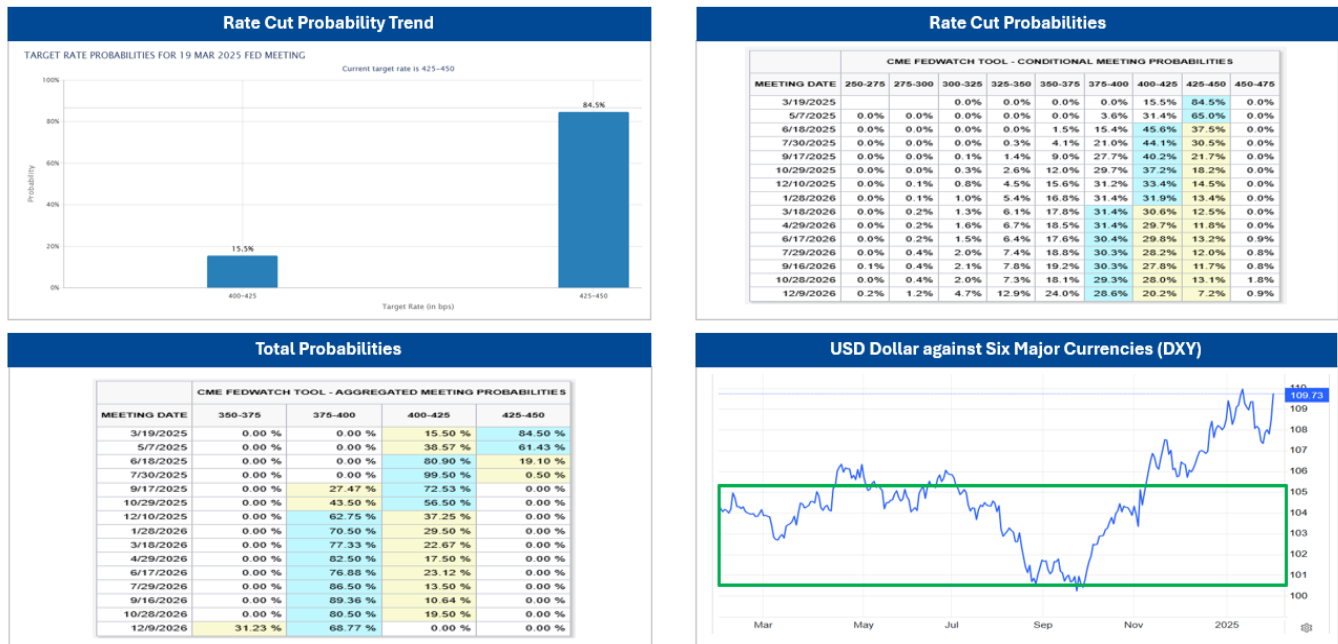 Rate Cut Probability Trend
TARGET RATE PROBABILITIES FOR 19 MAR 2025 FED MEETING
Current target rate is 425-450
100%
80%
60%
40%
20%
0%
Probability
15.5%
84.5%
400-425
425-450
Target Rate (in bps)
Rate Cut Probabilities
CME FEDWATCH TOOL - CONDITIONAL MEETING PROBABILITIES
MEETING DATE 250-275 275-300 300-325 325-350 350-375 375-400 400-425 425-450 450-475
3/19/2025 0.0% 0.0% 0.0% 0.0% 15.5% 84.5% 0.0%
5/7/2025 0.0% 0.0% 0.0% 0.0% 0.0% 3.6% 31.4% 65.0% 0.0%
6/18/2025 0.0% 0.0% 0.0% 0.0% 1.5% 15.4% 45.6% 37.5% 0.0%
7/30/2025 0.0% 0.0% 0.0% 0.3% 4.1% 21.0% 44.1% 30.5% 0.0%
9/17/2025 0.0% 0.0% 0.1% 1.4% 9.0% 27.7% 40.2% 21.7% 0.0%
10/29/2025 0.0% 0.0% 0.3% 2.6% 12.0% 29.7% 37.2% 18.2% 0.0%
12/10/2025 0.0% 0.1% 0.8% 4.5% 15.6% 31.2% 33.4% 14.5% 0.0%
1/28/2026 0.0% 0.1% 1.0% 5.4% 16.8% 31.4% 31.9% 13.4% 0.0%
3/18/2026 0.0% 0.2% 1.3% 6.1% 17.8% 31.4% 30.6% 12.5% 0.0%
4/29/2026 0.0% 0.2% 1.6% 6.7% 18.5% 31.4% 29.7% 11.8% 0.0%
6/17/2026 0.0% 0.2% 1.5% 6.4% 17.6% 30.4% 29.8% 13.2% 0.9%
7/29/2026 0.0% 0.4% 2.0% 7.4% 18.8% 30.3% 28.2% 12.0% 0.8%
9/16/2026 0.1% 0.4% 2.1% 7.8% 19.2% 30.3% 27.8% 11.7% 0.8%
10/28/2026 0.0% 0.4% 2.0% 7.3% 18.1% 29.3% 28.0% 13.1% 1.8%
12/9/2026 0.2% 1.2% 4.7% 12.9% 24.0% 28.6% 20.2% 7.2% 0.9%
Total Probabilities
CME FEDWATCH TOOL - AGGREGATED MEETING PROBABILITIES
MEETING DATE 350-375 375-400 400-425 425-450
3/19/2025 0.00 % 0.00 % 15.50 % 84.50 %
5/7/2025 0.00 % 0.00 % 38.57 % 61.43 %
6/18/2025 0.00 % 0.00 % 80.90 % 19.10 %
7/30/2025 0.00 % 0.00 % 99.50 % 0.50 %
9/17/2025 0.00 % 27.47 % 72.53 % 0.00 %
10/29/2025 0.00 % 43.50 % 56.50 % 0.00 %
12/10/2025 0.00 % 62.75 % 37.25 % 0.00 %
1/28/2026 0.00 % 70.50 % 29.50 % 0.00 %
3/18/2026 0.00 % 77.33 % 22.67 % 0.00 %
4/29/2026 0.00 % 82.50 % 17.50 % 0.00 %
6/17/2026 0.00 % 76.88 % 23.12 % 0.00 %
7/29/2026 0.00 % 86.50 % 13.50 % 0.00 %
9/16/2026 0.00 % 89.36 % 10.64 % 0.00 %
10/28/2026 0.00 % 80.50 % 19.50 % 0.00 %
12/9/2026 31.23 % 68.77 % 0.00 % 0.00 %
USD Dollar against Six Major Currencies (DXY)
110
109.73
109
108
107
106
105
104
103
102
101
100
Mar May Jul Sep Nov 2025